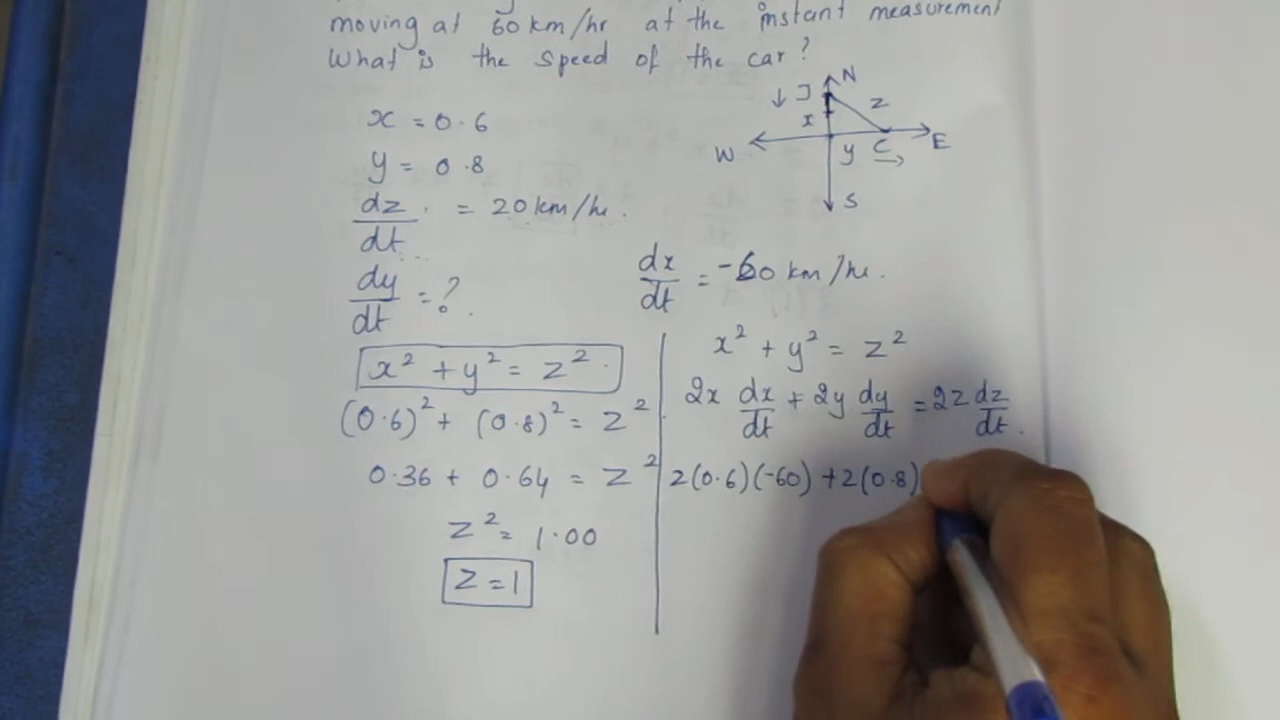 moving at 60 km/hr at the instant measurement
What is the speed of the car?
N
J
z
x
W
E
y
C
S
x = 0.6
y = 0.8
dz/dt = 20 km/hr.
dy/dt = ?
dx/dt = -60 km/hr.
x² + y² = z²
(0.6)² + (0.8)² = z²
0.36 + 0.64 = z²
z² = 1.00
z = 1
x² + y² = z²
2x dx/dt + 2y dy/dt = 2z dz/dt.
2(0.6)(-60) + 2(0.8)